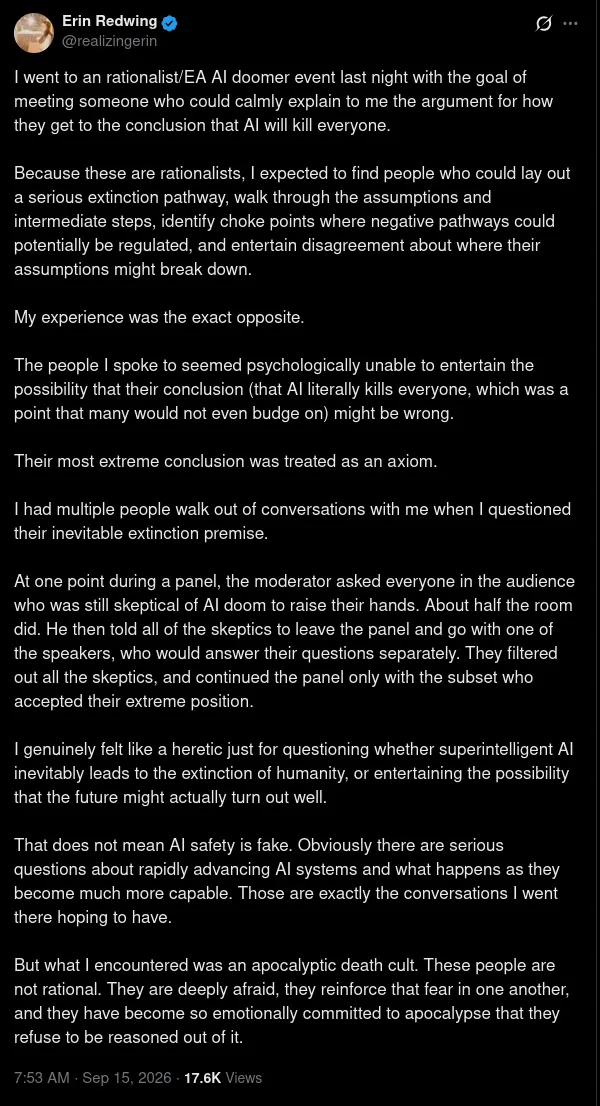 Erin Redwing
@realizingerin
I went to an rationalist/EA AI doomer event last night with the goal of
meeting someone who could calmly explain to me the argument for how
they get to the conclusion that AI will kill everyone.
Because these are rationalists, I expected to find people who could lay out
a serious extinction pathway, walk through the assumptions and
intermediate steps, identify choke points where negative pathways could
potentially be regulated, and entertain disagreement about where their
assumptions might break down.
My experience was the exact opposite.
The people I spoke to seemed psychologically unable to entertain the
possibility that their conclusion (that AI literally kills everyone, which was a
point that many would not even budge on) might be wrong.
Their most extreme conclusion was treated as an axiom.
I had multiple people walk out of conversations with me when I questioned
their inevitable extinction premise.
At one point during a panel, the moderator asked everyone in the audience
who was still skeptical of AI doom to raise their hands. About half the room
did. He then told all of the skeptics to leave the panel and go with one of
the speakers, who would answer their questions separately. They filtered
out all the skeptics, and continued the panel only with the subset who
accepted their extreme position.
I genuinely felt like a heretic just for questioning whether superintelligent AI
inevitably leads to the extinction of humanity, or entertaining the possibility
that the future might actually turn out well.
That does not mean AI safety is fake. Obviously there are serious
questions about rapidly advancing AI systems and what happens as they
become much more capable. Those are exactly the conversations I went
there hoping to have.
But what I encountered was an apocalyptic death cult. These people are
not rational. They are deeply afraid, they reinforce that fear in one another,
and they have become so emotionally committed to apocalypse that they
refuse to be reasoned out of it.
7:53 AM · Sep 15, 2026 · 17.6K Views